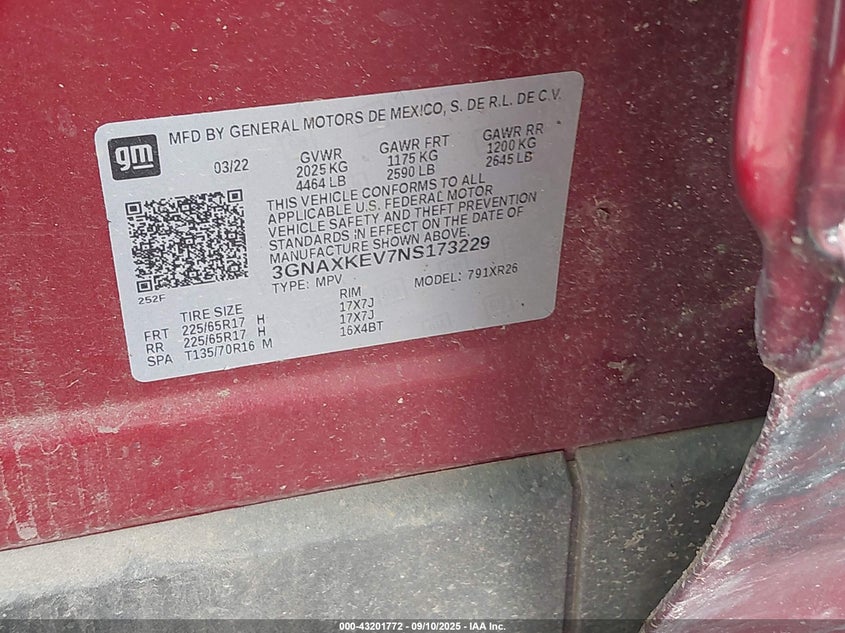 gm
MFD BY GENERAL MOTORS DE MEXICO, S. DE R.L. DE C.V.
03/22 GVWR GAWR FRT GAWR RR
2025 KG 1175 KG 1200 KG
4464 LB 2590 LB 2645 LB
THIS VEHICLE CONFORMS TO ALL
APPLICABLE U.S. FEDERAL MOTOR
VEHICLE SAFETY AND THEFT PREVENTION
STANDARDS IN EFFECT ON THE DATE OF
MANUFACTURE SHOWN ABOVE.
3GNAXKEV7NS173229
TYPE: MPV MODEL: 791XR26
252F
TIRE SIZE RIM
FRT 225/65R17 H 17X7J
RR 225/65R17 H 17X7J
SPA T135/70R16 M 16X4BT
000-43201772 - 09/10/2025 - IAA Inc.